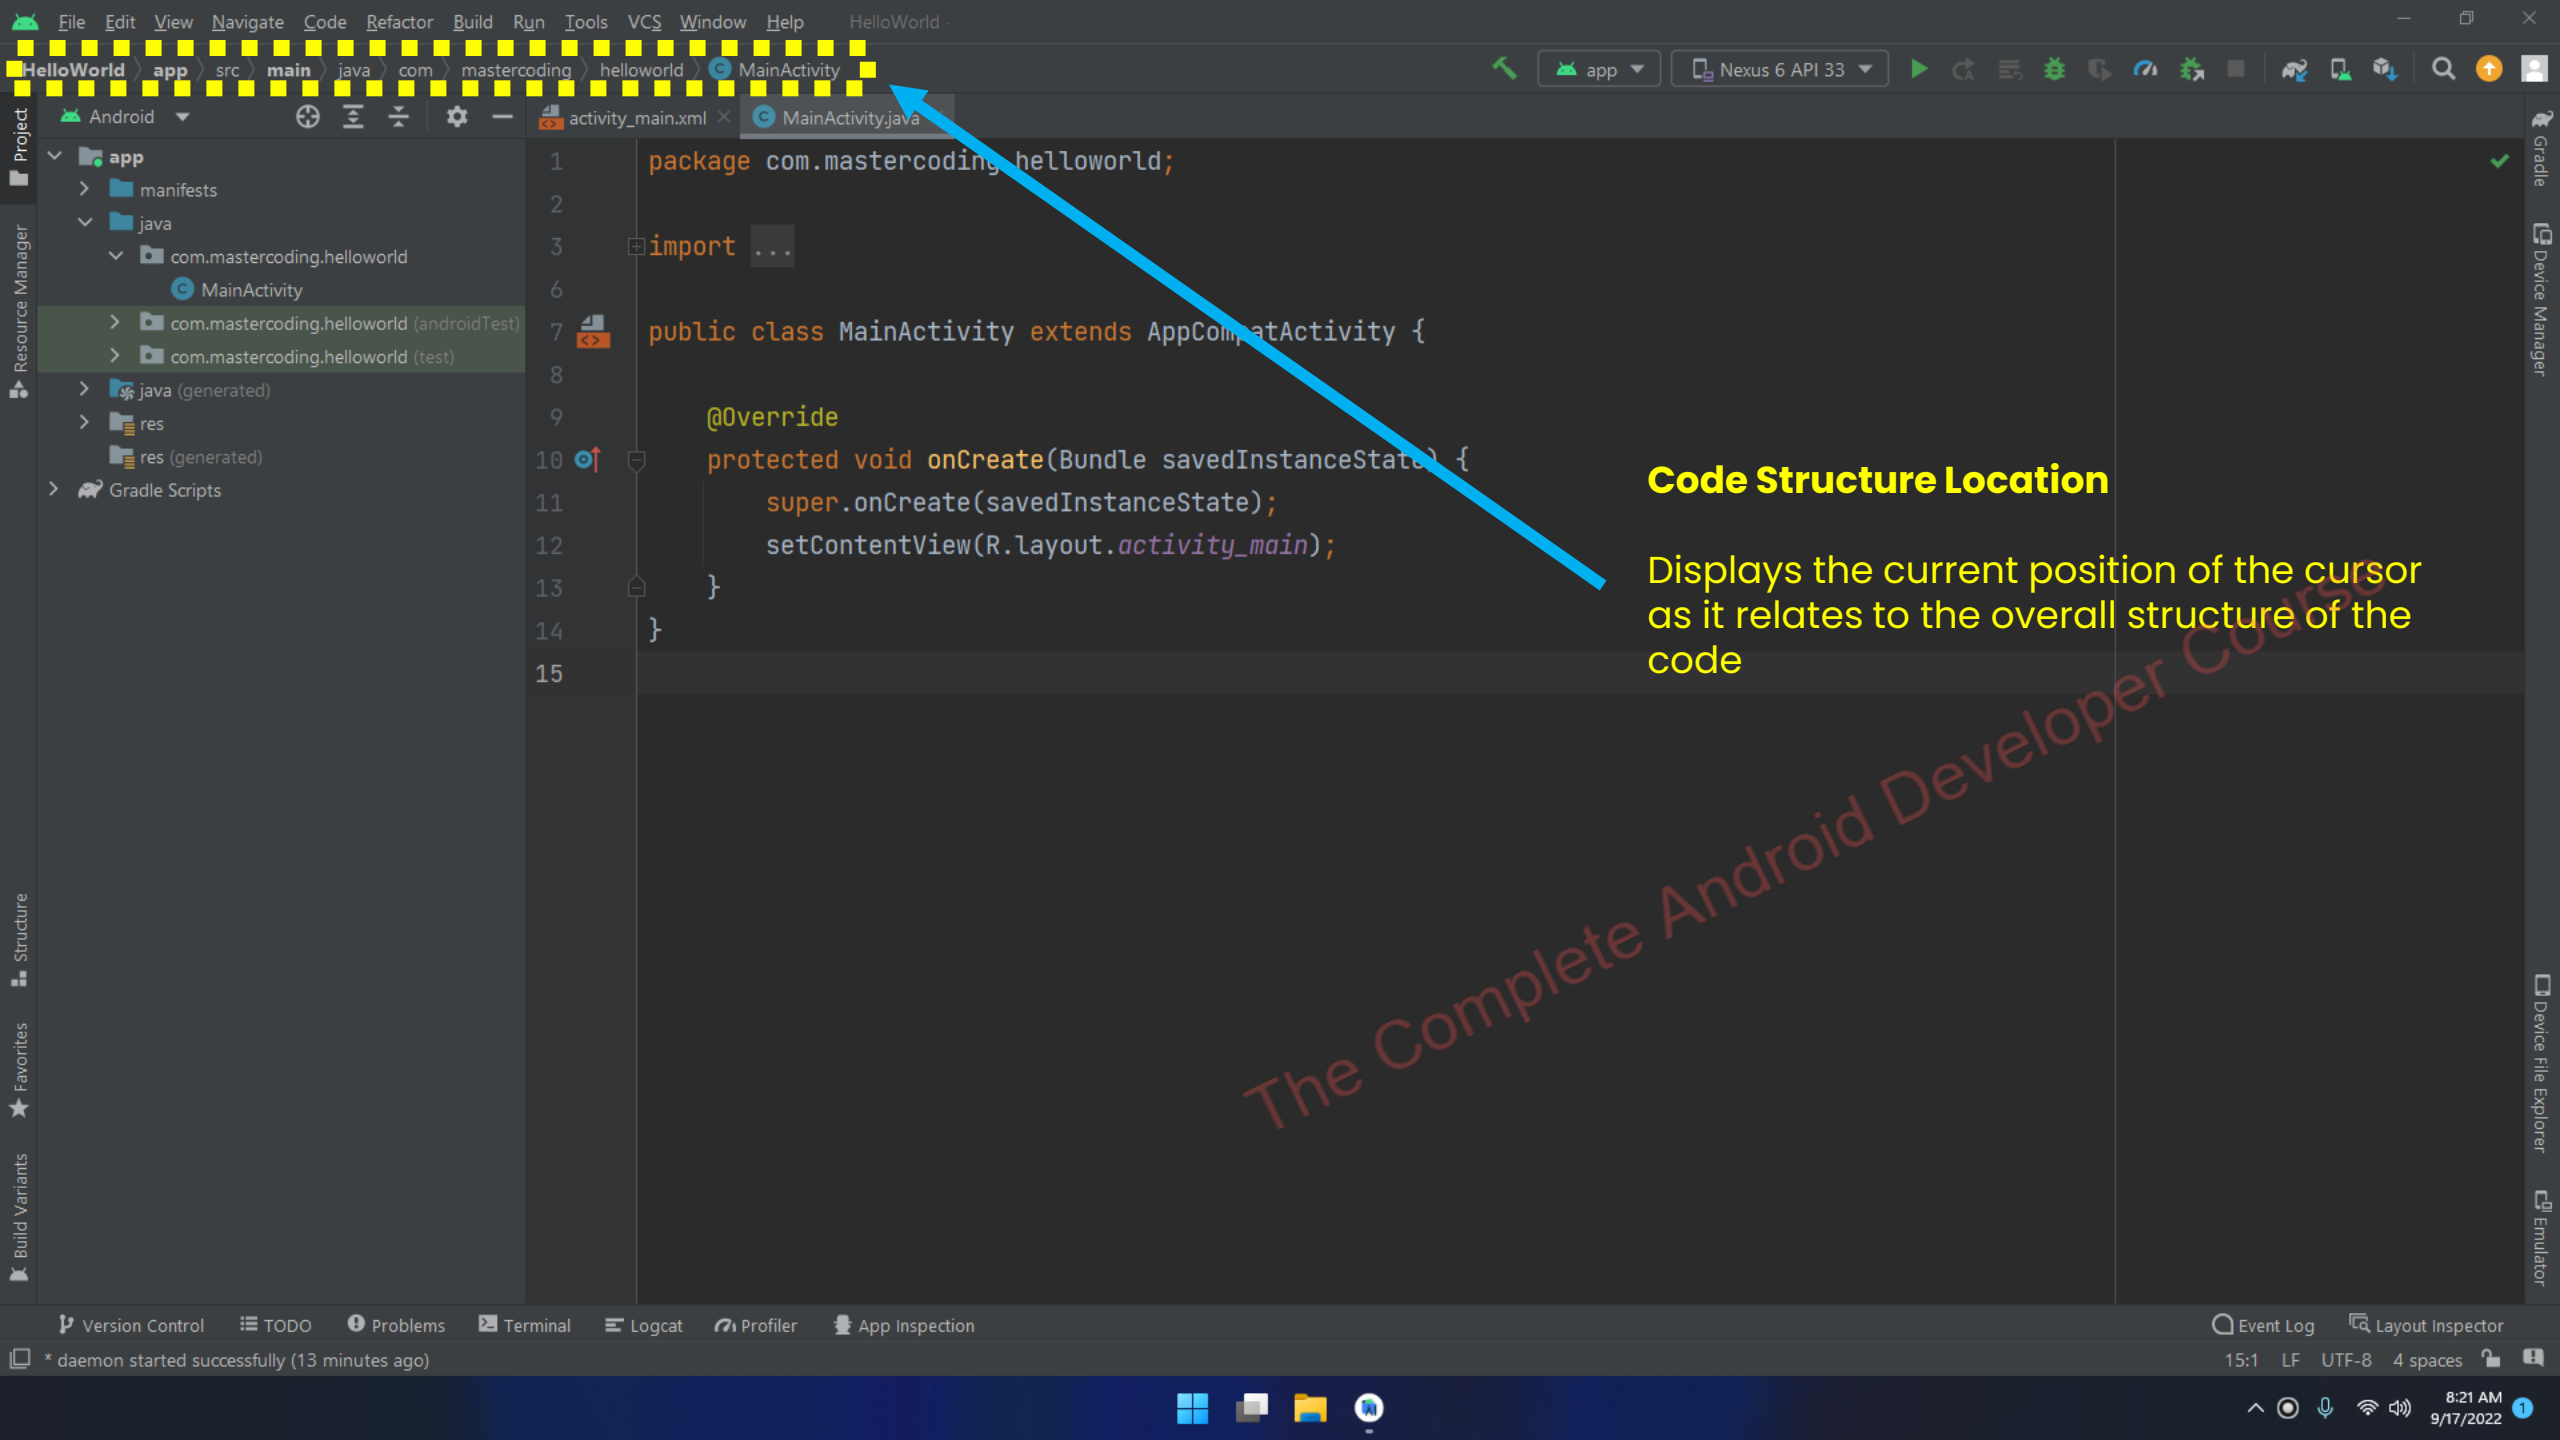 File Edit View Navigate Code Refactor Build Run Tools VCS Window Help HelloWorld -
HelloWorld app src main java com mastercoding helloworld MainActivity
app Nexus 6 API 33
Android
activity_main.xml MainActivity.java
Project
Resource Manager
Structure
Favorites
Build Variants
app
manifests
java
com.mastercoding.helloworld
MainActivity
com.mastercoding.helloworld (androidTest)
com.mastercoding.helloworld (test)
java (generated)
res
res (generated)
Gradle Scripts
1 package com.mastercoding.helloworld;
2
3 import ...
6
7 public class MainActivity extends AppCompatActivity {
8
9 @Override
10 protected void onCreate(Bundle savedInstanceState) {
11 super.onCreate(savedInstanceState);
12 setContentView(R.layout.activity_main);
13 }
14 }
15
Code Structure Location
Displays the current position of the cursor
as it relates to the overall structure of the
code
The Complete Android Developer Course
Gradle
Device Manager
Device File Explorer
Emulator
Version Control TODO Problems Terminal Logcat Profiler App Inspection Event Log Layout Inspector
* daemon started successfully (13 minutes ago) 15:1 LF UTF-8 4 spaces
8:21 AM
9/17/2022
1